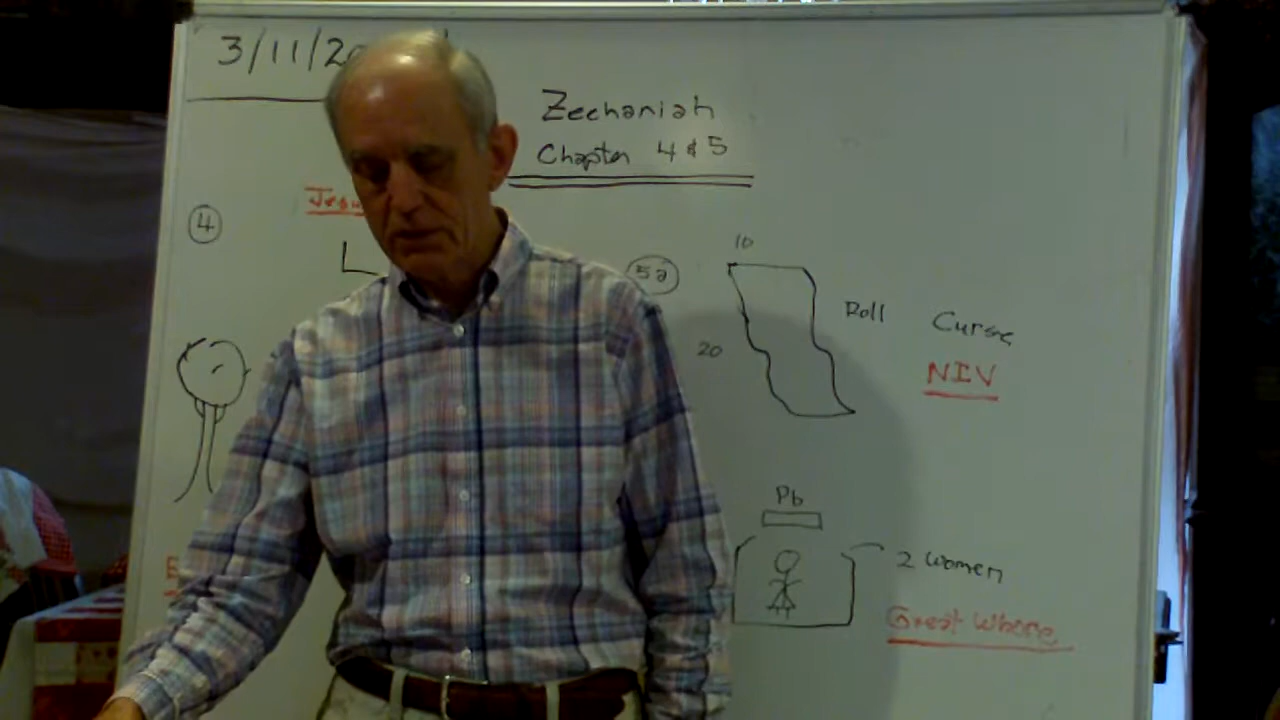 3/11/20
Zechariah
Chapter 4 & 5
Jesu
4
L
5a
10
20
Roll
Curse
NIV
Pb
2 Women
Great Whore
E